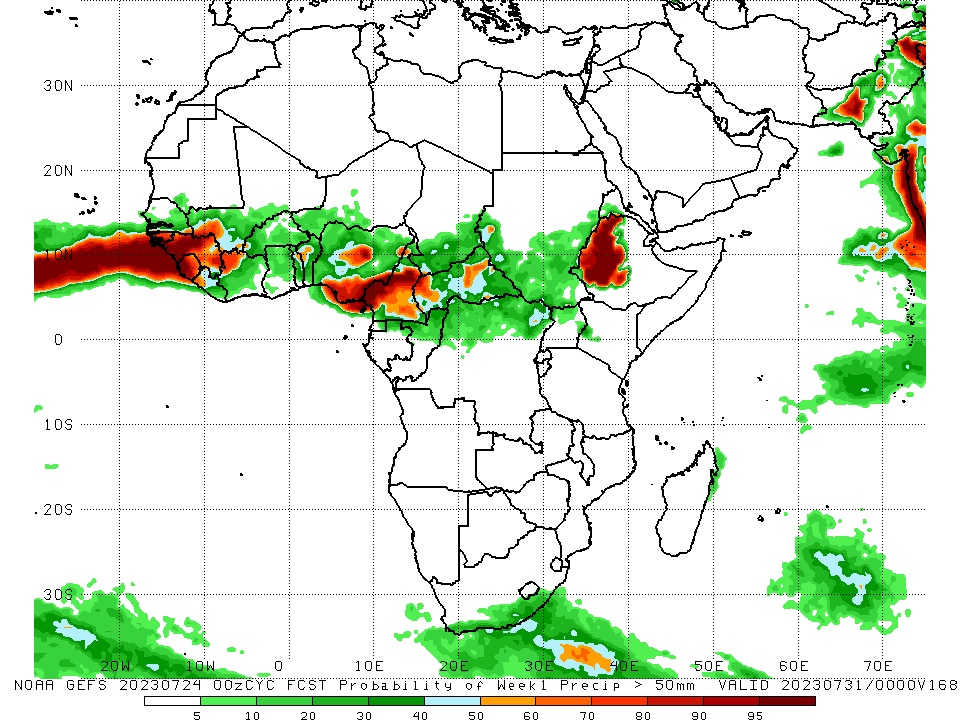 30N
20N
10N
0
10S
20S
30S
20W 10W 0 10E 20E 30E 40E 50E 60E 70E
NOAA GEFS 20230724 00zCYC FCST Probability of Week1 Precip > 50mm VALID 20230731/0000V168
5 10 20 30 40 50 60 70 80 90 95